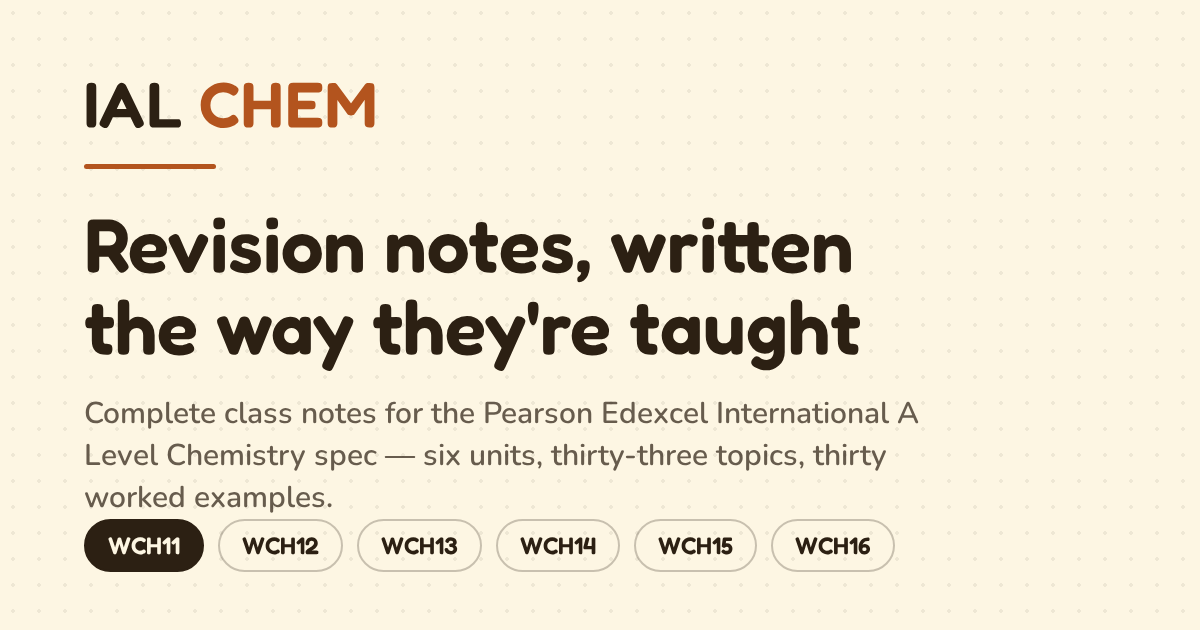 IAL CHEM
Revision notes, written
the way they're taught
Complete class notes for the Pearson Edexcel International A
Level Chemistry spec — six units, thirty-three topics, thirty
worked examples.
WCH11 WCH12 WCH13 WCH14 WCH15 WCH16